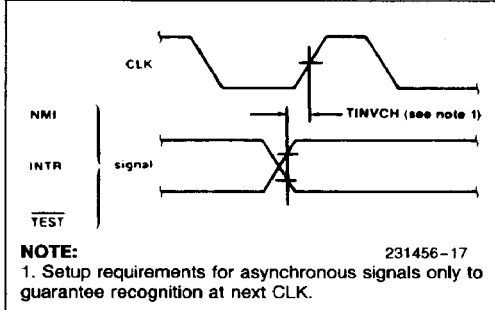 CLK
NMI
TINVCH (see note 1)
INTR
signal
TEST
NOTE:
231456-17
1. Setup requirements for asynchronous signals only to
guarantee recognition at next CLK.